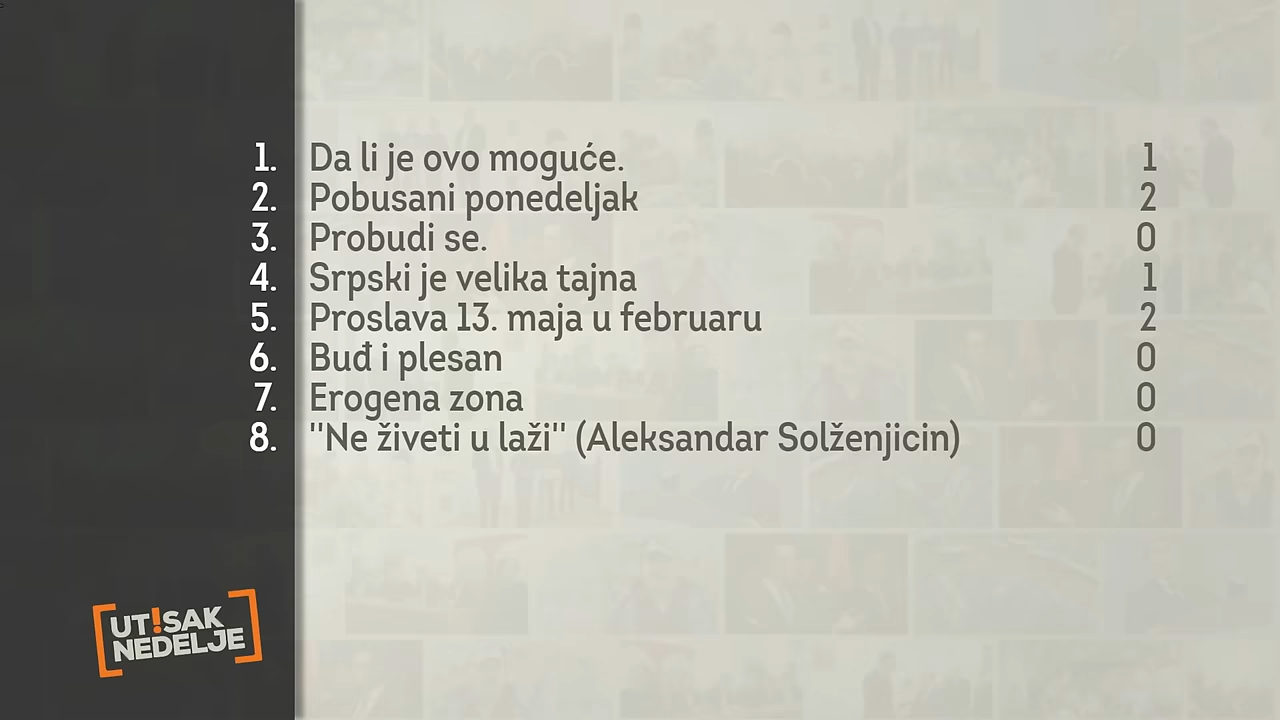 1. Da li je ovo moguće. 1
2. Pobusani ponedeljak 2
3. Probudi se. 0
4. Srpski je velika tajna 1
5. Proslava 13. maja u februaru 2
6. Buđ i plesan 0
7. Erogena zona 0
8. "Ne živeti u laži" (Aleksandar Solženjicin) 0
UT!SAK
NEDELJE